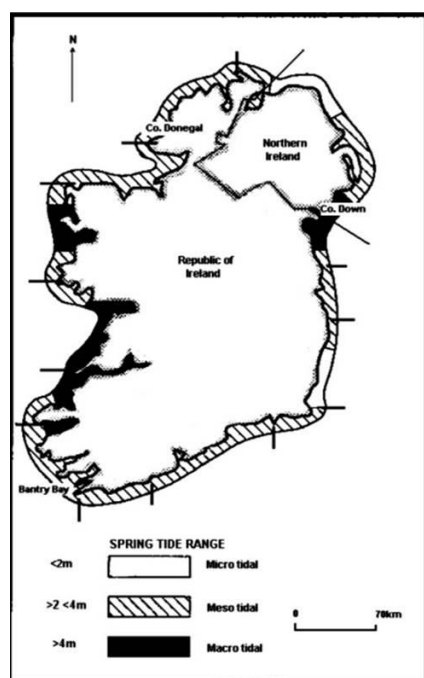 N
Co. Donegal
Northern
Ireland
Co. Down
Republic of
Ireland
Bantry Bay
SPRING TIDE RANGE
<2m
Micro tidal
>2 <4m
Meso tidal
>4m
Macro tidal
0
70km